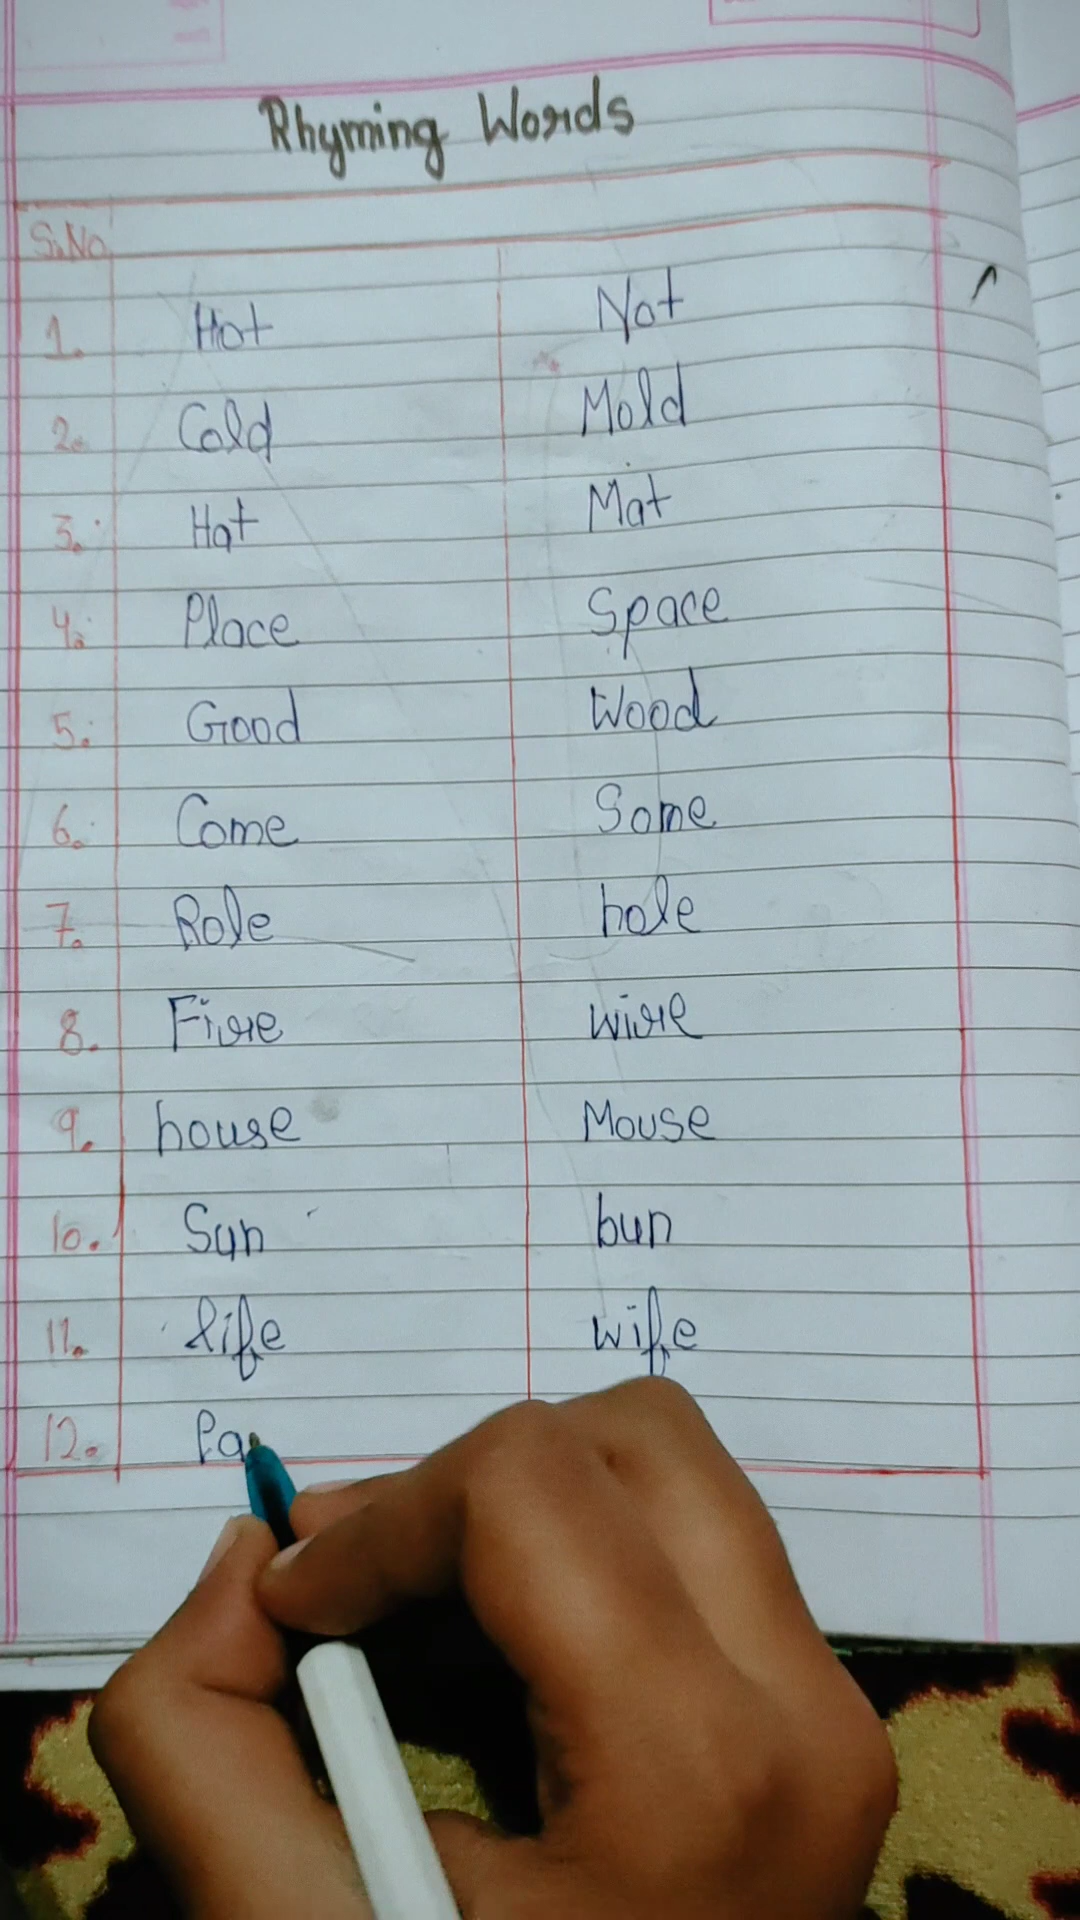 Rhyming Words
S.No.
1. Hot Not
2. Cold Mold
3. Hat Mat
4. Place Space
5. Good Wood
6. Come Some
7. Role hole
8. Fire wire
9. house Mouse
10. Sun bun
11. life wife
12. Pa